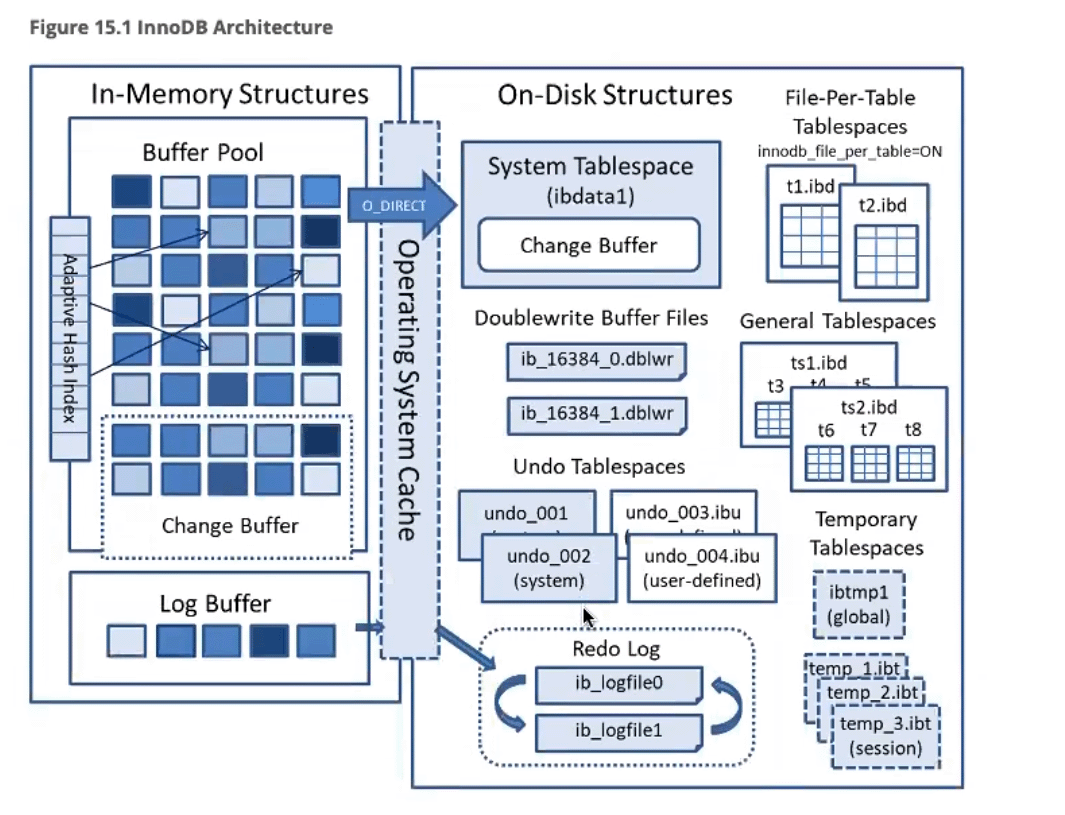 Figure 15.1 InnoDB Architecture
In-Memory Structures
Buffer Pool
Adaptive Hash Index
Change Buffer
Log Buffer
O_DIRECT
Operating System Cache
On-Disk Structures
System Tablespace
(ibdata1)
Change Buffer
Doublewrite Buffer Files
ib_16384_0.dblwr
ib_16384_1.dblwr
Undo Tablespaces
undo_001
undo_002
(system)
undo_003.ibu
undo_004.ibu
(user-defined)
Redo Log
ib_logfile0
ib_logfile1
File-Per-Table
Tablespaces
innodb_file_per_table=ON
t1.ibd
t2.ibd
General Tablespaces
ts1.ibd
t3 t4 t5
ts2.ibd
t6 t7 t8
Temporary
Tablespaces
ibtmp1
(global)
temp_1.ibt
temp_2.ibt
temp_3.ibt
(session)